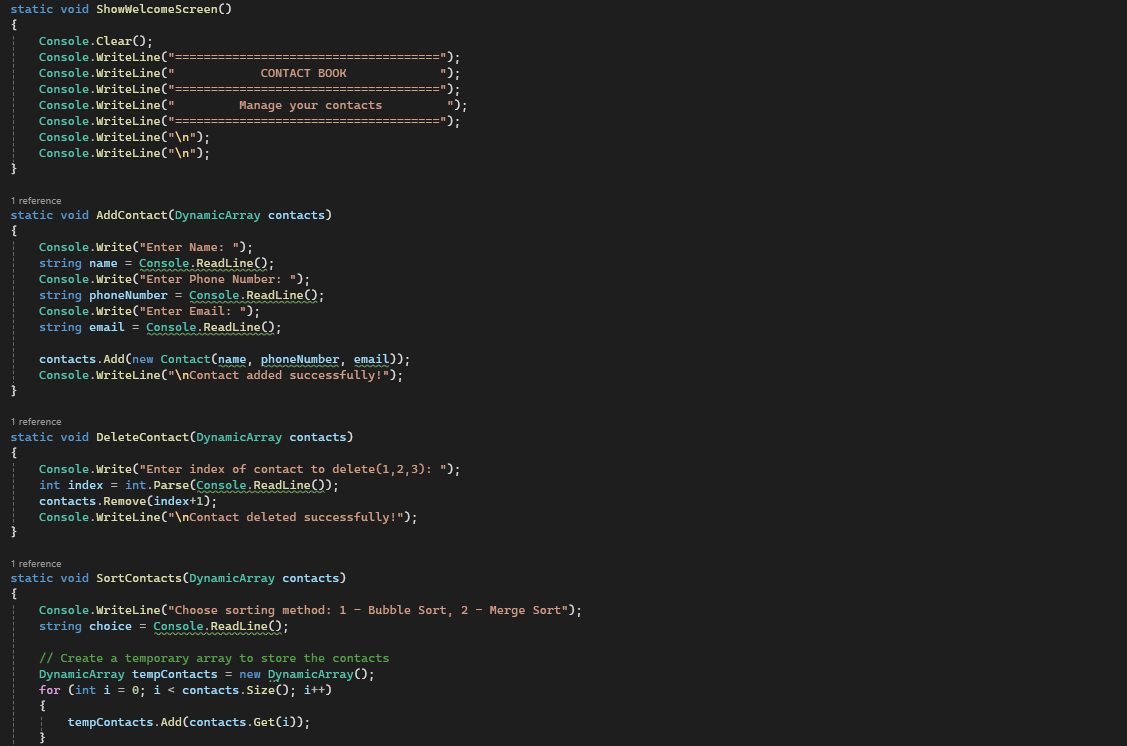 static void ShowWelcomeScreen()
{
    Console.Clear();
    Console.WriteLine("=====================================");
    Console.WriteLine("            CONTACT BOOK             ");
    Console.WriteLine("=====================================");
    Console.WriteLine("         Manage your contacts         ");
    Console.WriteLine("=====================================");
    Console.WriteLine("\n");
    Console.WriteLine("\n");
}
1 reference
static void AddContact(DynamicArray contacts)
{
    Console.Write("Enter Name: ");
    string name = Console.ReadLine();
    Console.Write("Enter Phone Number: ");
    string phoneNumber = Console.ReadLine();
    Console.Write("Enter Email: ");
    string email = Console.ReadLine();
    contacts.Add(new Contact(name, phoneNumber, email));
    Console.WriteLine("\nContact added successfully!");
}
1 reference
static void DeleteContact(DynamicArray contacts)
{
    Console.Write("Enter index of contact to delete(1,2,3): ");
    int index = int.Parse(Console.ReadLine());
    contacts.Remove(index+1);
    Console.WriteLine("\nContact deleted successfully!");
}
1 reference
static void SortContacts(DynamicArray contacts)
{
    Console.WriteLine("Choose sorting method: 1 - Bubble Sort, 2 - Merge Sort");
    string choice = Console.ReadLine();
    // Create a temporary array to store the contacts
    DynamicArray tempContacts = new DynamicArray();
    for (int i = 0; i < contacts.Size(); i++)
    {
        tempContacts.Add(contacts.Get(i));
    }